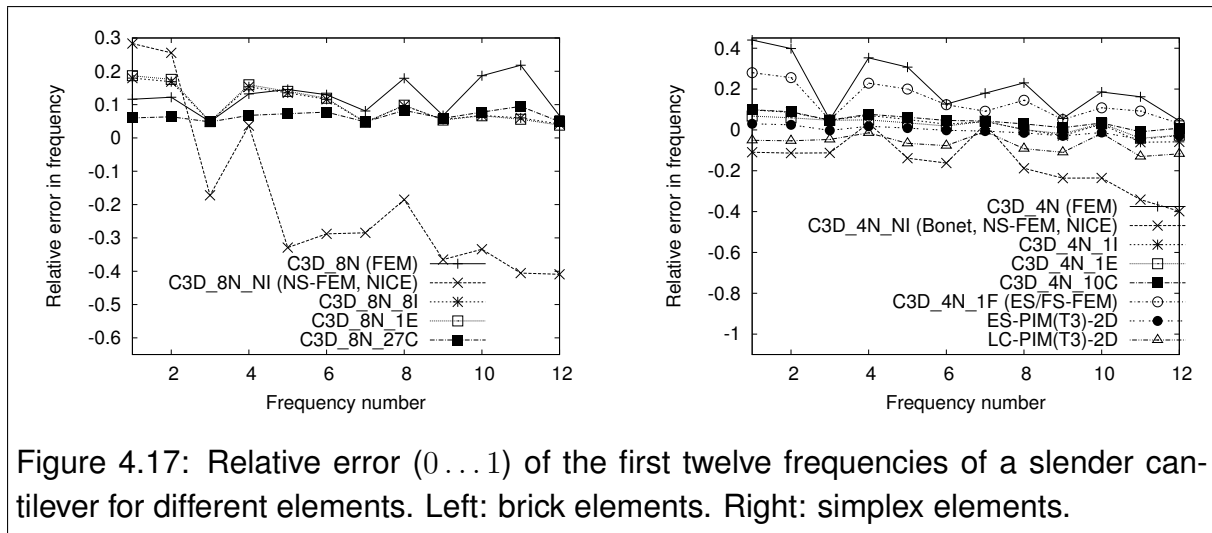 0.3
0.2
0.1
0
-0.1
-0.2
-0.3
-0.4
-0.5
-0.6
Relative error in frequency
C3D_8N (FEM)
C3D_8N_NI (NS-FEM, NICE)
C3D_8N_8I
C3D_8N_1E
C3D_8N_27C
2 4 6 8 10 12
Frequency number
0.4
0.2
0
-0.2
-0.4
-0.6
-0.8
-1
Relative error in frequency
C3D_4N (FEM)
C3D_4N_NI (Bonet, NS-FEM, NICE)
C3D_4N_1I
C3D_4N_1E
C3D_4N_10C
C3D_4N_1F (ES/FS-FEM)
ES-PIM(T3)-2D
LC-PIM(T3)-2D
2 4 6 8 10 12
Frequency number
Figure 4.17: Relative error (0 . . . 1) of the first twelve frequencies of a slender can-
tilever for different elements. Left: brick elements. Right: simplex elements.